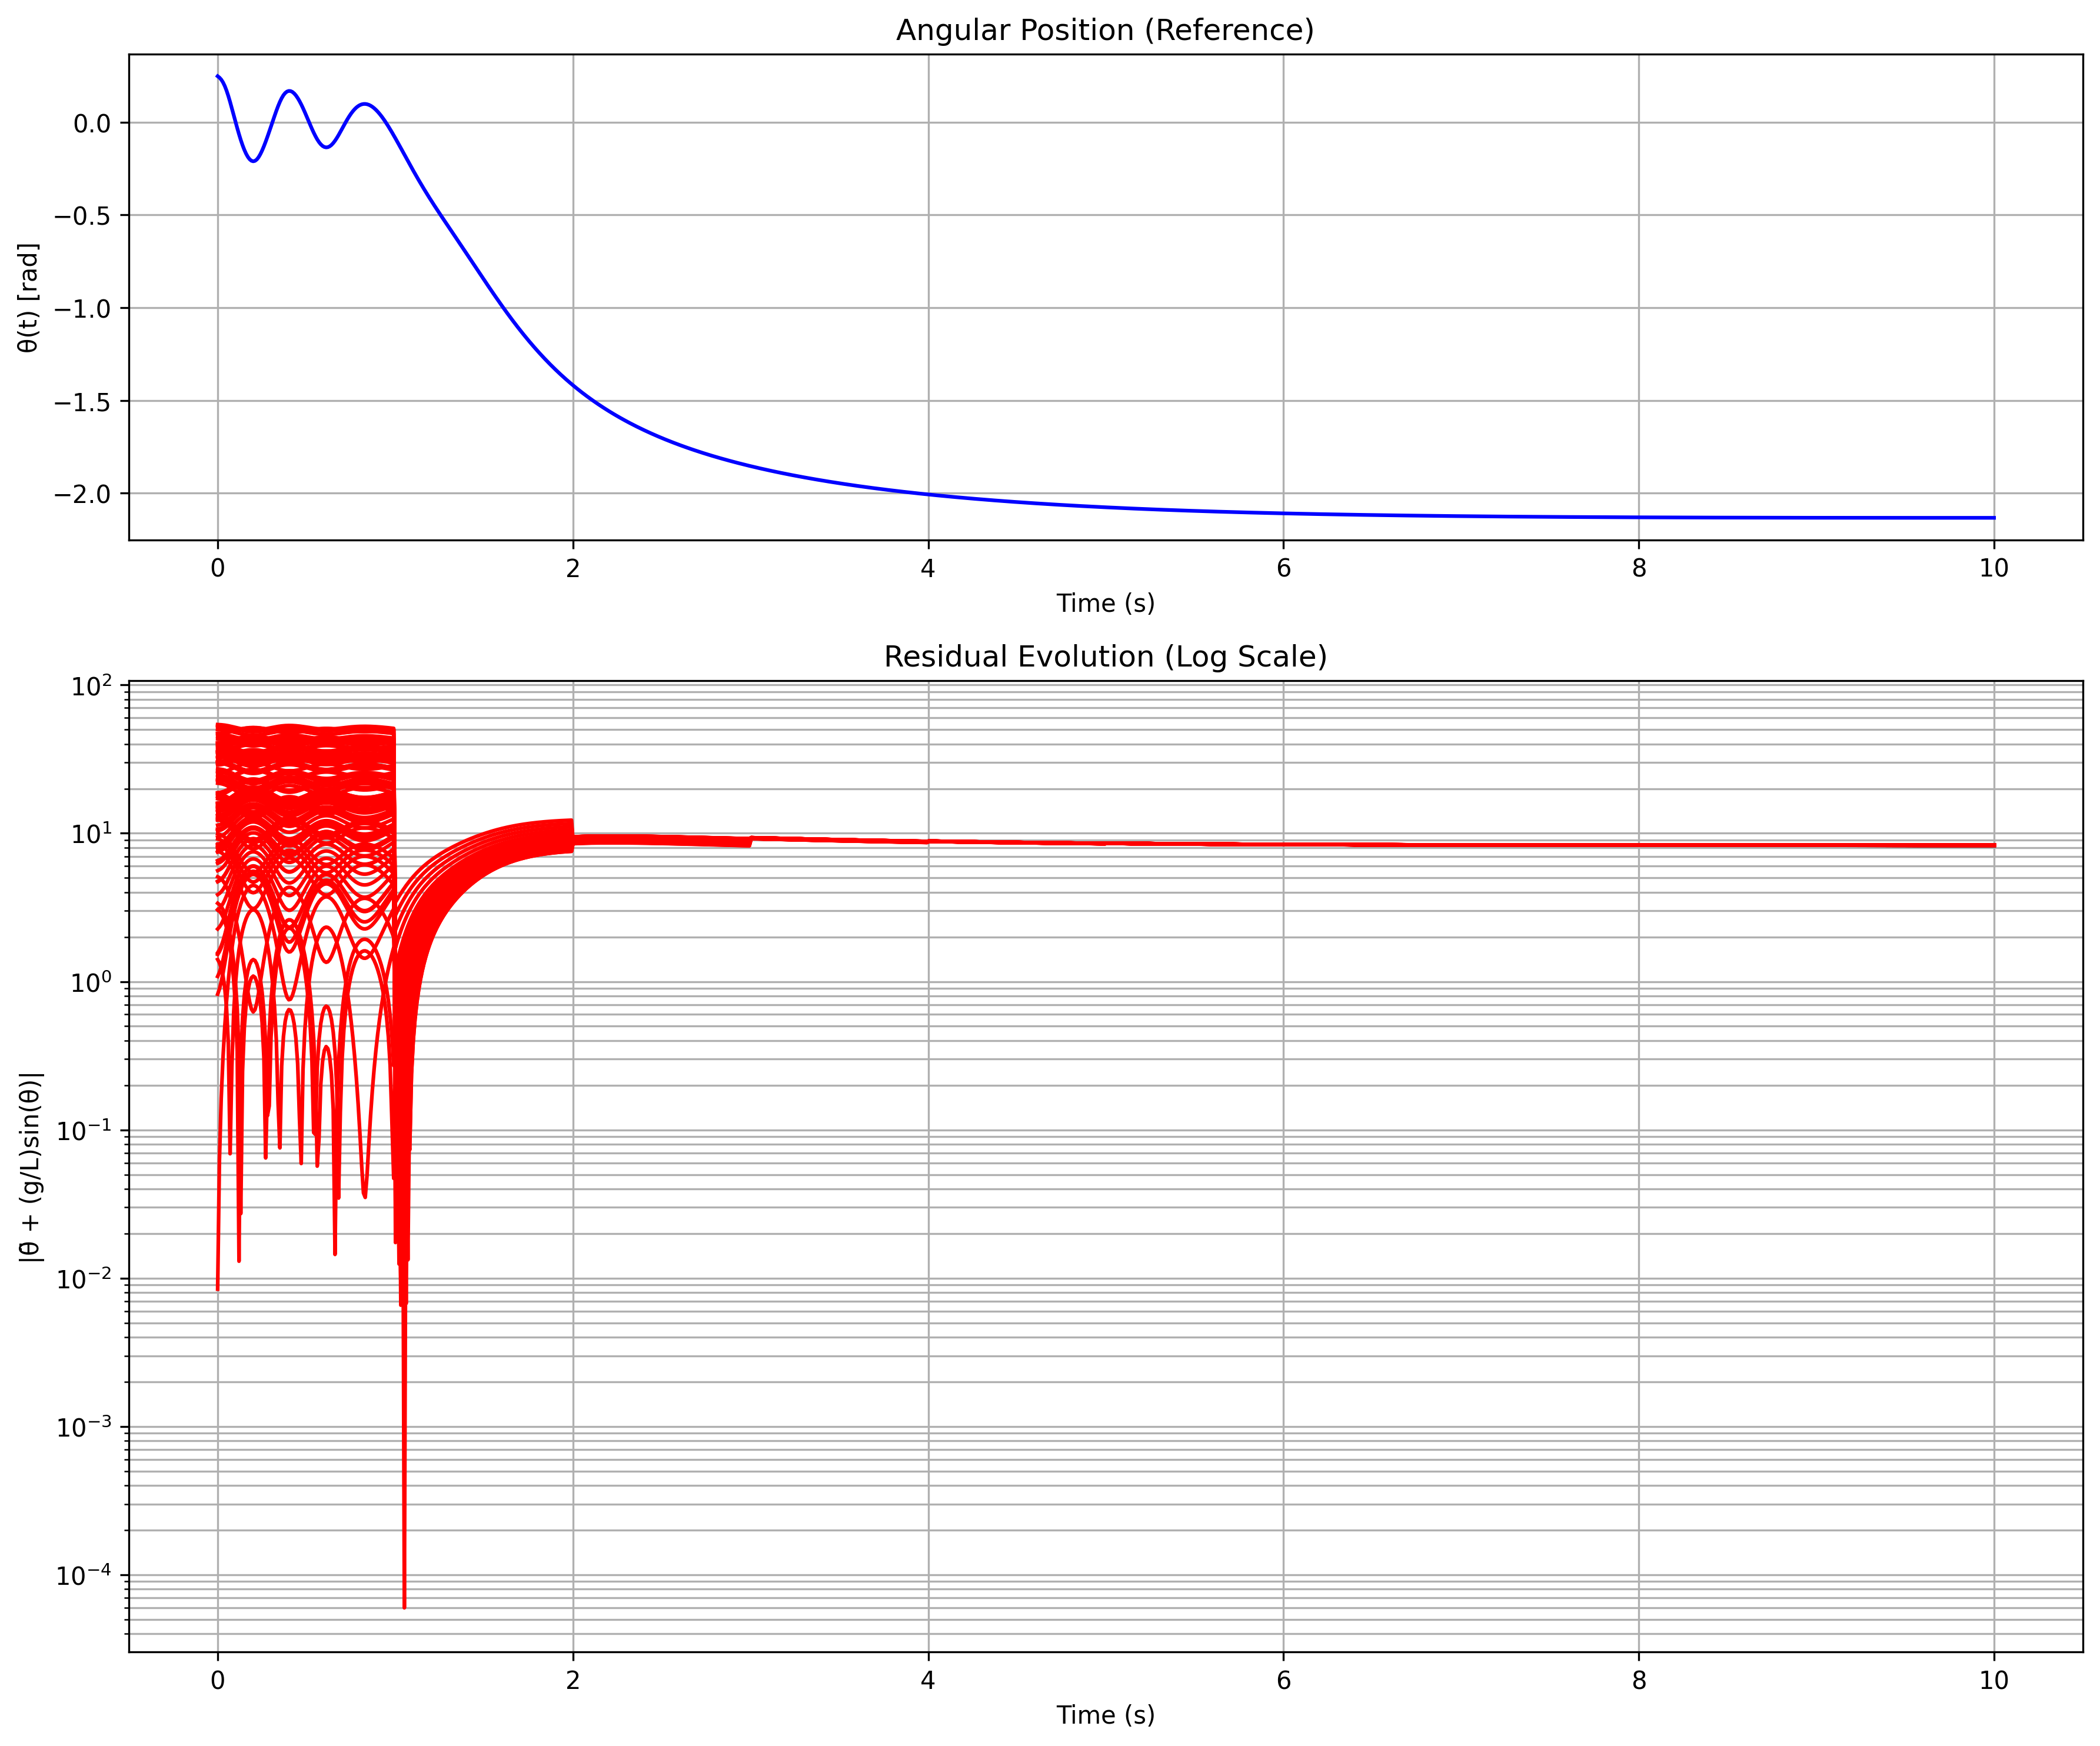 Angular Position (Reference)
θ(t) [rad]
0.0
−0.5
−1.0
−1.5
−2.0
0 2 4 6 8 10
Time (s)
Residual Evolution (Log Scale)
|θ̈ + (g/L)sin(θ)|
10²
10¹
10⁰
10⁻¹
10⁻²
10⁻³
10⁻⁴
0 2 4 6 8 10
Time (s)